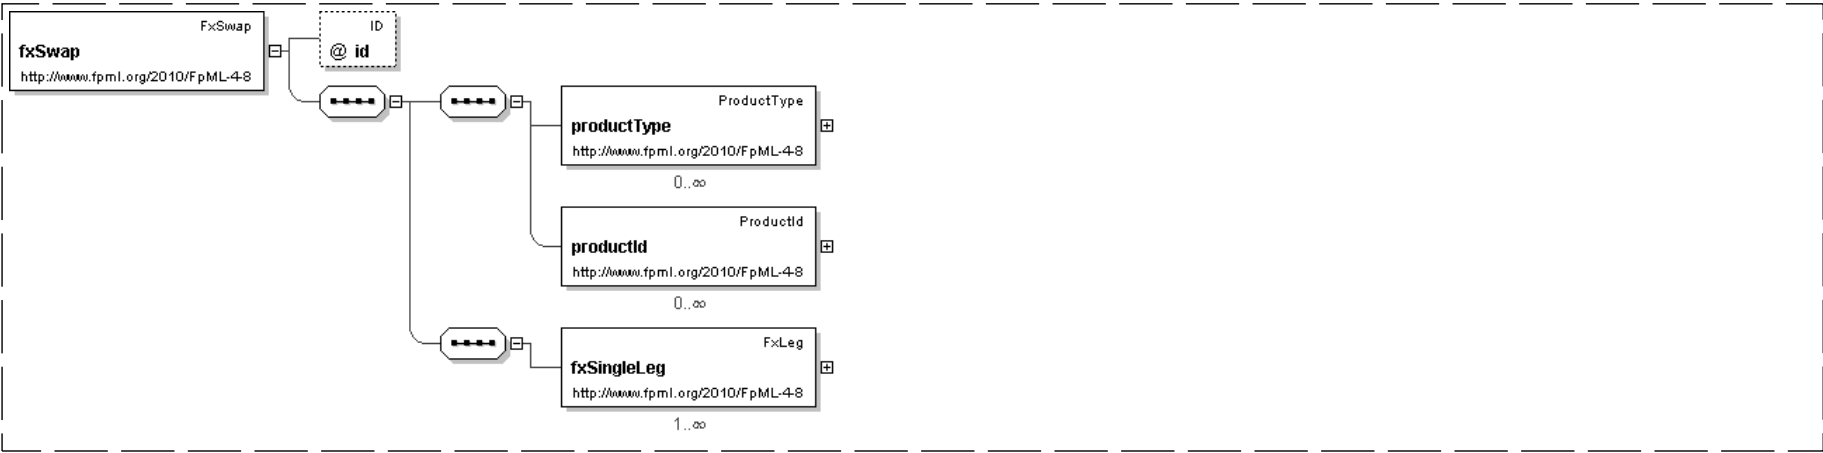 FxSwap
fxSwap
http://www.fpml.org/2010/FpML-4-8
ID
@ id
ProductType
productType
http://www.fpml.org/2010/FpML-4-8
0..∞
ProductId
productId
http://www.fpml.org/2010/FpML-4-8
0..∞
FxLeg
fxSingleLeg
http://www.fpml.org/2010/FpML-4-8
1..∞